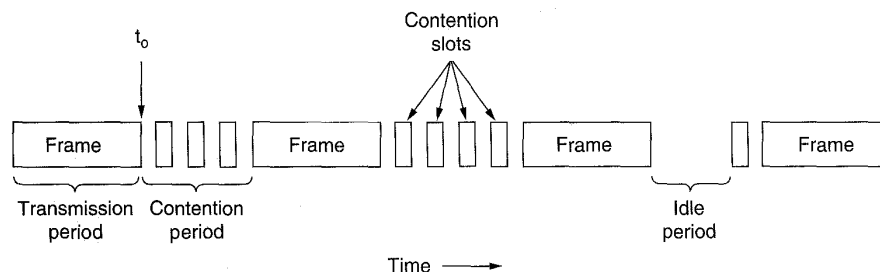 Contention
slots
t₀
Frame
Frame
Frame
Frame
Transmission
period
Contention
period
Idle
period
Time